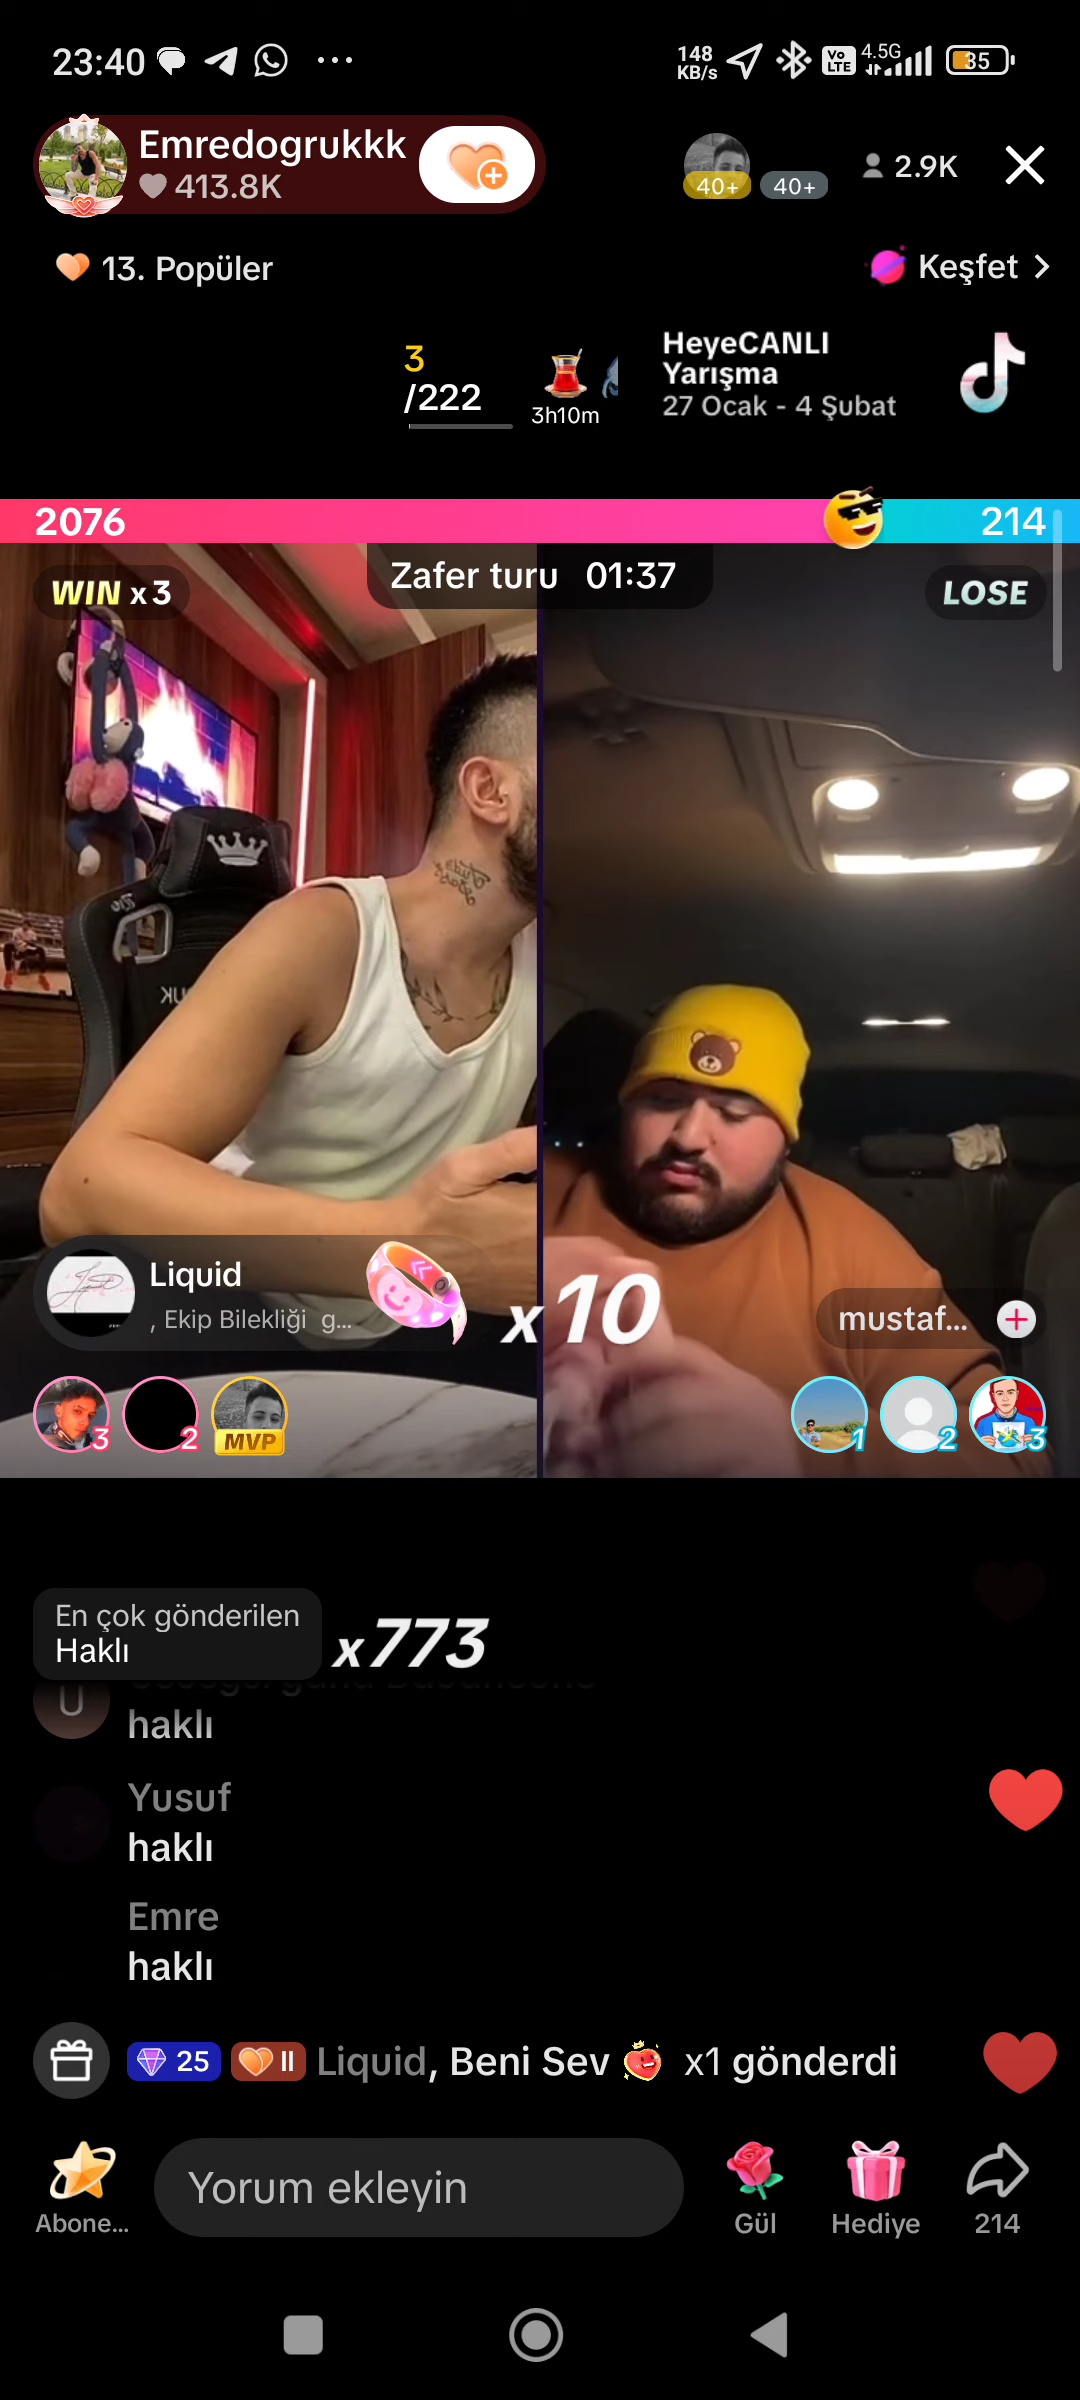 23:40
148
KB/s
Vo
LTE
4.5G
35
Emredogrukkk
413.8K
40+
40+
2.9K
13. Popüler
Keşfet
3
/222
3h10m
HeyeCANLI
Yarışma
27 Ocak - 4 Şubat
2076
214
Zafer turu 01:37
WIN x3
LOSE
Liquid
, Ekip Bilekliği g...
x10
mustaf...
3
2
MVP
1
2
3
En çok gönderilen
Haklı
x773
U
haklı
Yusuf
haklı
Emre
haklı
25 II Liquid, Beni Sev x1 gönderdi
Abone...
Yorum ekleyin
Gül
Hediye
214